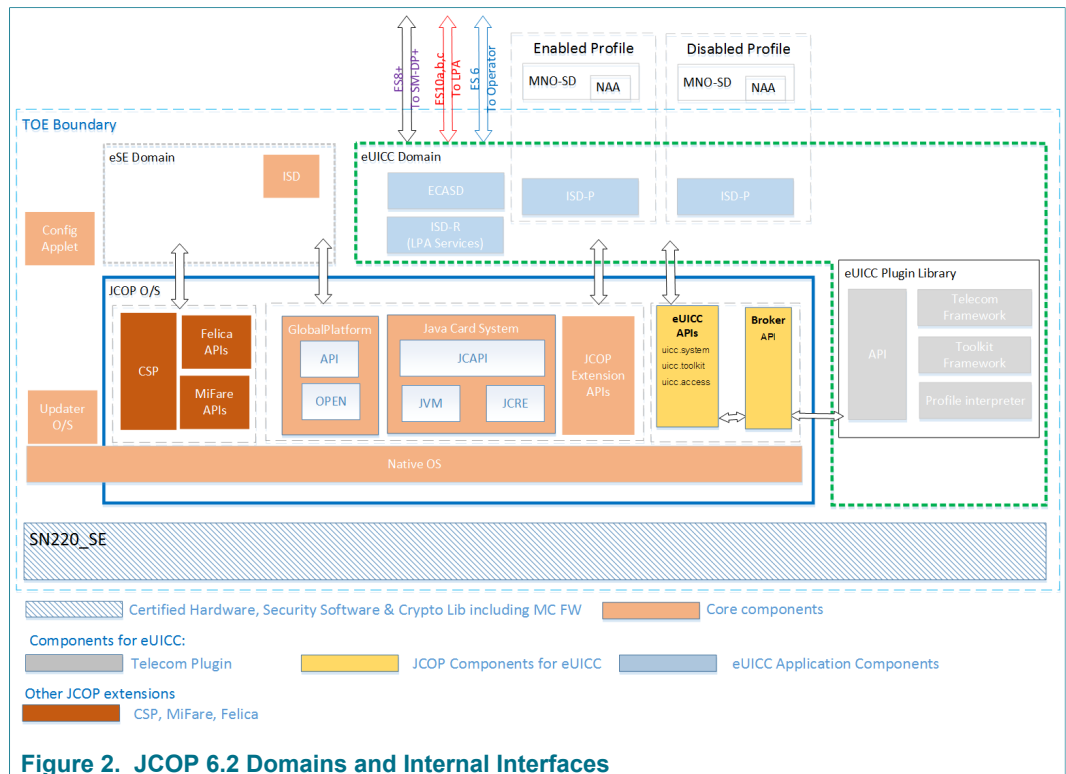 ES8+
To SM-DP+
ES10a,b,c
To LPA
ES 6
To Operator
Enabled Profile
MNO-SD
NAA
Disabled Profile
MNO-SD
NAA
TOE Boundary
eSE Domain
ISD
eUICC Domain
ECASD
ISD-R
(LPA Services)
ISD-P
ISD-P
Config
Applet
JCOP O/S
CSP
Felica
APIs
MiFare
APIs
GlobalPlatform
API
OPEN
Java Card System
JCAPI
JVM
JCRE
JCOP
Extension
APIs
eUICC
APIs
uicc.system
uicc.toolkit
uicc.access
Broker
API
eUICC Plugin Library
API
Telecom
Framework
Toolkit
Framework
Profile interpreter
Updater
O/S
Native OS
SN220_SE
Certified Hardware, Security Software & Crypto Lib including MC FW
Core components
Components for eUICC:
Telecom Plugin
JCOP Components for eUICC
eUICC Application Components
Other JCOP extensions
CSP, MiFare, Felica
Figure 2. JCOP 6.2 Domains and Internal Interfaces